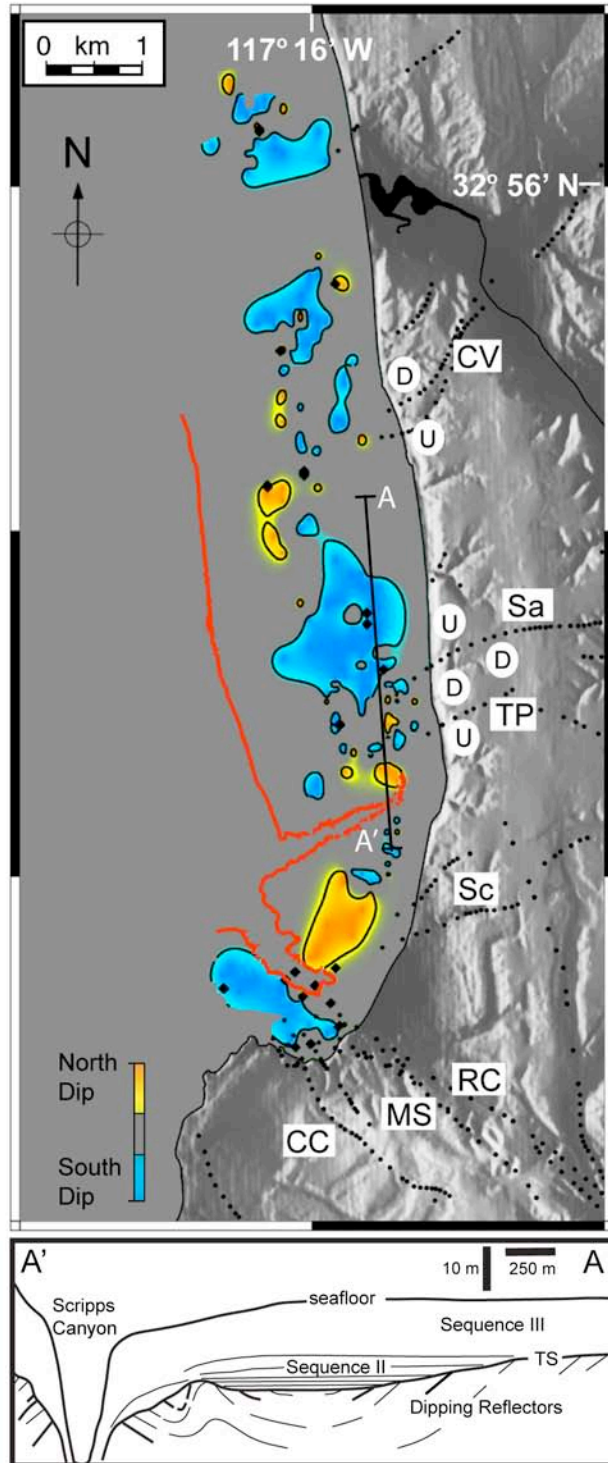 0 km 1
117° 16' W
N
32° 56' N
CV
D
U
A
Sa
U
D
D
TP
U
A'
Sc
North
Dip
South
Dip
RC
MS
CC
A' A
10 m 250 m
Scripps
Canyon
seafloor
Sequence III
Sequence II
TS
Dipping Reflectors